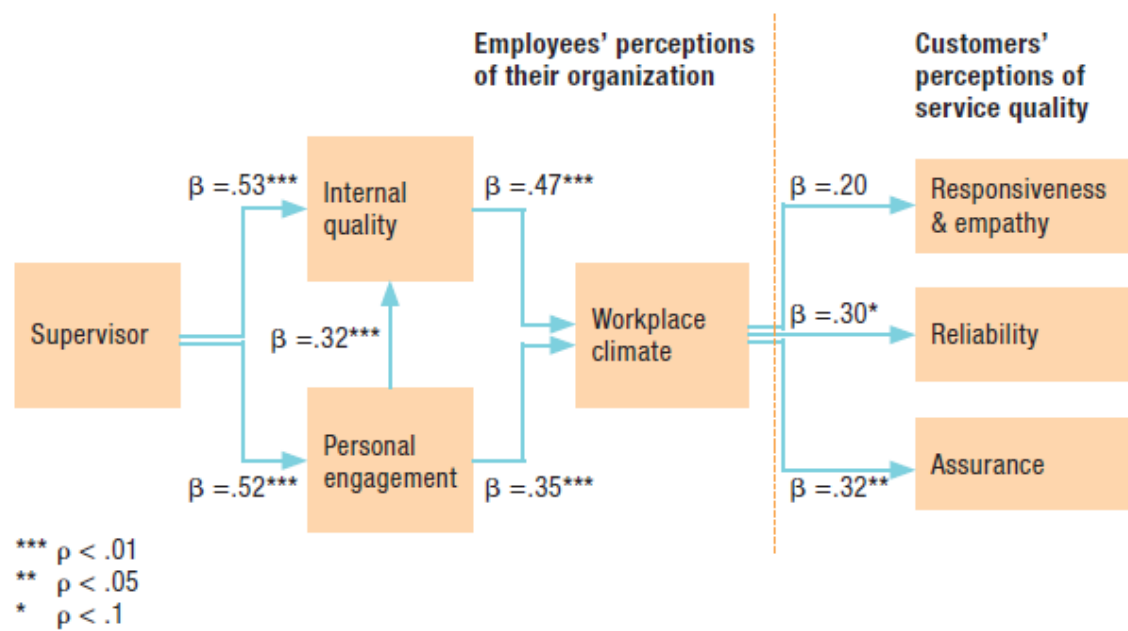 Employees' perceptions
of their organization
Customers'
perceptions of
service quality
β =.53***
Internal
quality
β =.47***
β =.20
Responsiveness
& empathy
Supervisor
β =.32***
Workplace
climate
β =.30*
Reliability
Personal
engagement
β =.52***
β =.35***
β =.32**
Assurance
*** ρ < .01
** ρ < .05
* ρ < .1